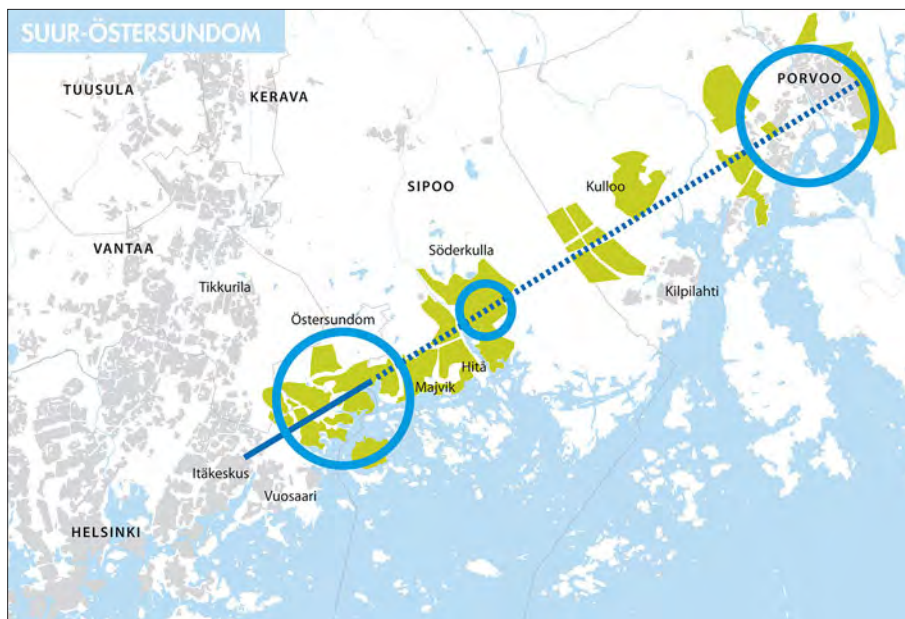 SUUR-ÖSTERSUNDOM
PORVOO
TUUSULA
KERAVA
SIPOO
Kulloo
VANTAA
Söderkulla
Tikkurila
Kilpilahti
Östersundom
Hitå
Majvik
Itäkeskus
Vuosaari
HELSINKI